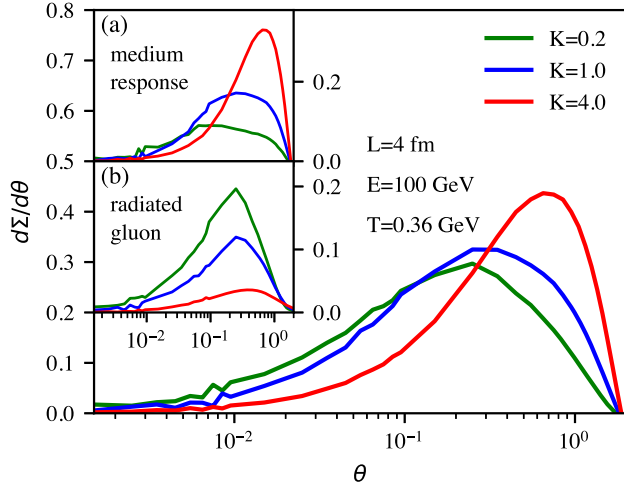 0.8
0.7
0.6
0.5
0.4
0.3
0.2
0.1
0.0
dΣ/dθ
(a)
medium
response
0.2
0.0
(b)
radiated
gluon
0.2
0.1
0.0
10⁻² 10⁻¹ 10⁰
K=0.2
K=1.0
K=4.0
L=4 fm
E=100 GeV
T=0.36 GeV
10⁻² 10⁻¹ 10⁰
θ